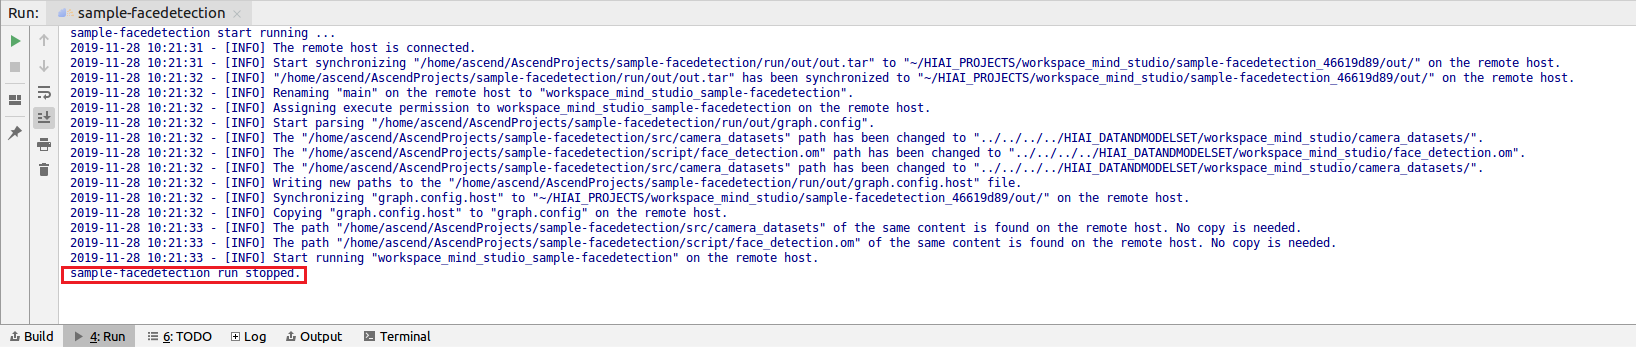 Run: sample-facedetection
sample-facedetection start running ...
2019-11-28 10:21:31 - [INFO] The remote host is connected.
2019-11-28 10:21:31 - [INFO] Start synchronizing "/home/ascend/AscendProjects/sample-facedetection/run/out/out.tar" to "~/HIAI_PROJECTS/workspace_mind_studio/sample-facedetection_46619d89/out/" on the remote host.
2019-11-28 10:21:32 - [INFO] "/home/ascend/AscendProjects/sample-facedetection/run/out/out.tar" has been synchronized to "~/HIAI_PROJECTS/workspace_mind_studio/sample-facedetection_46619d89/out/" on the remote host.
2019-11-28 10:21:32 - [INFO] Renaming "main" on the remote host to "workspace_mind_studio_sample-facedetection".
2019-11-28 10:21:32 - [INFO] Assigning execute permission to workspace_mind_studio_sample-facedetection on the remote host.
2019-11-28 10:21:32 - [INFO] Start parsing "/home/ascend/AscendProjects/sample-facedetection/run/out/graph.config".
2019-11-28 10:21:32 - [INFO] The "/home/ascend/AscendProjects/sample-facedetection/src/camera_datasets" path has been changed to "../../../../HIAI_DATANDMODELSET/workspace_mind_studio/camera_datasets/".
2019-11-28 10:21:32 - [INFO] The "/home/ascend/AscendProjects/sample-facedetection/script/face_detection.om" path has been changed to "../../../../HIAI_DATANDMODELSET/workspace_mind_studio/face_detection.om".
2019-11-28 10:21:32 - [INFO] The "/home/ascend/AscendProjects/sample-facedetection/src/camera_datasets" path has been changed to "../../../../HIAI_DATANDMODELSET/workspace_mind_studio/camera_datasets/".
2019-11-28 10:21:32 - [INFO] Writing new paths to the "/home/ascend/AscendProjects/sample-facedetection/run/out/graph.config.host" file.
2019-11-28 10:21:32 - [INFO] Synchronizing "graph.config.host" to "~/HIAI_PROJECTS/workspace_mind_studio/sample-facedetection_46619d89/out/" on the remote host.
2019-11-28 10:21:32 - [INFO] Copying "graph.config.host" to "graph.config" on the remote host.
2019-11-28 10:21:33 - [INFO] The path "/home/ascend/AscendProjects/sample-facedetection/src/camera_datasets" of the same content is found on the remote host. No copy is needed.
2019-11-28 10:21:33 - [INFO] The path "/home/ascend/AscendProjects/sample-facedetection/script/face_detection.om" of the same content is found on the remote host. No copy is needed.
2019-11-28 10:21:33 - [INFO] Start running "workspace_mind_studio_sample-facedetection" on the remote host.
sample-facedetection run stopped.
Build 4: Run 6: TODO Log Output Terminal